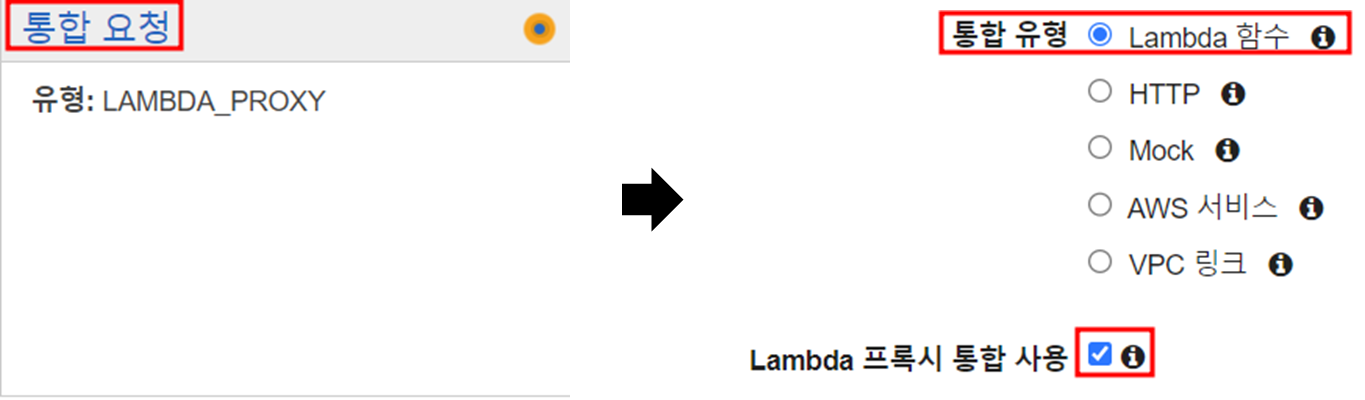 통합 요청
유형: LAMBDA_PROXY
통합 유형 Lambda 함수
HTTP
Mock
AWS 서비스
VPC 링크
Lambda 프록시 통합 사용